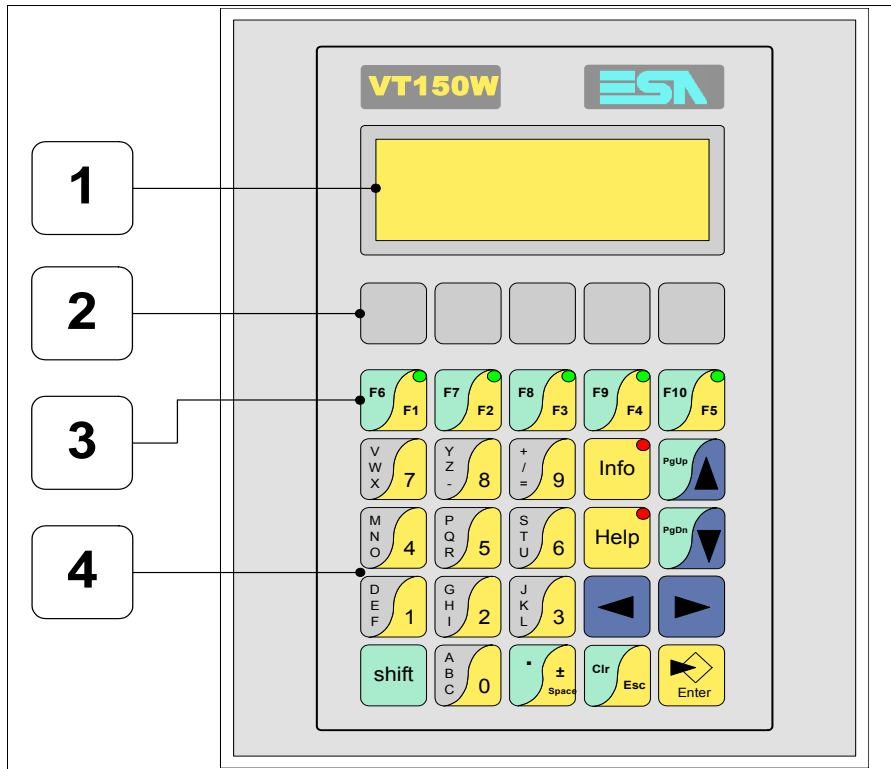 VT150W ESA
1
2
3
F6 F1 F7 F2 F8 F3 F9 F4 F10 F5
V W X 7 Y Z - 8 + / = 9 Info PgUp
4
M N O 4 P Q R 5 S T U 6 Help PgDn
D E F 1 G H I 2 J K L 3
shift A B C 0 . ± Space Clr Esc Enter